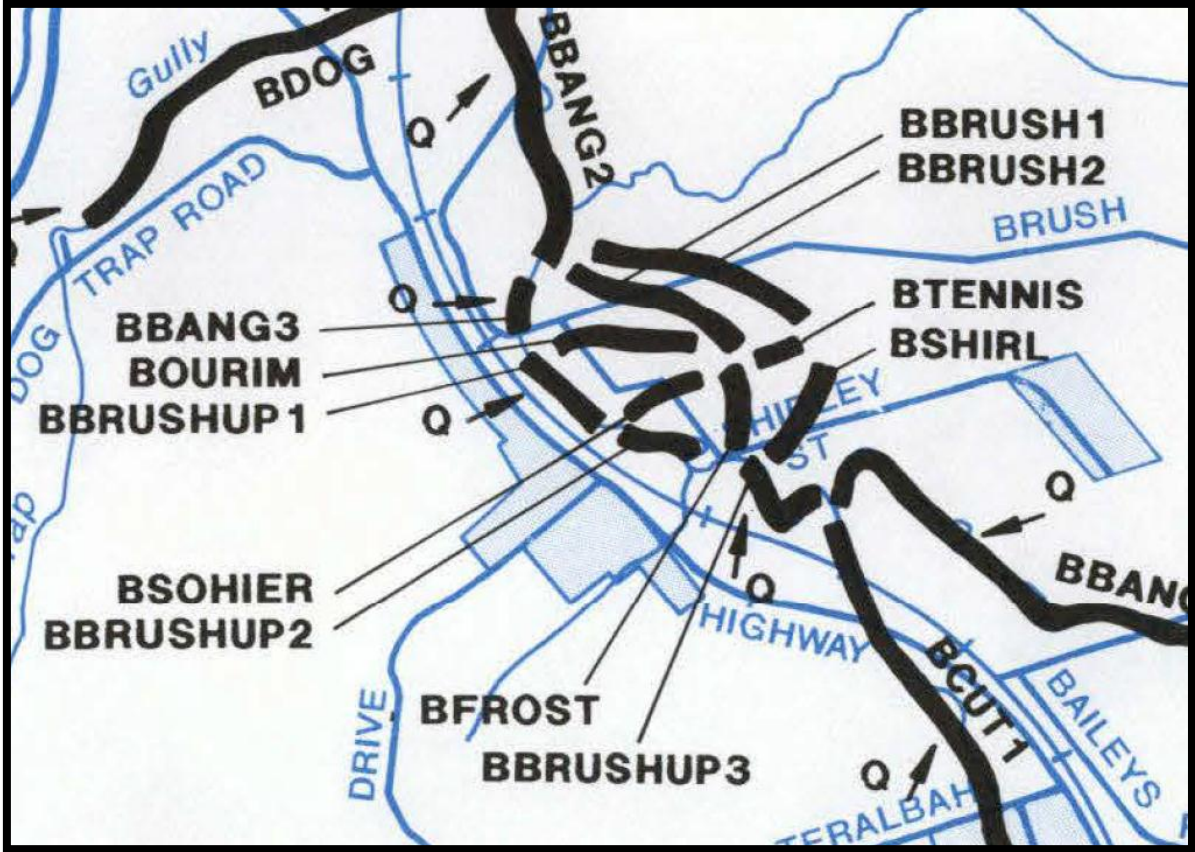 Gully
BDOG
BBANG2
Q
BBRUSH1
BBRUSH2
BRUSH
TRAP ROAD
DOG
Q
BTENNIS
BSHIRL
BBANG3
BOURIM
BBRUSHUP1
Q
ST
Q
BSOHIER
BBRUSHUP2
Q
HIGHWAY
BCUT1
BAILEYS
DRIVE
BFROST
BBRUSHUP3
Q